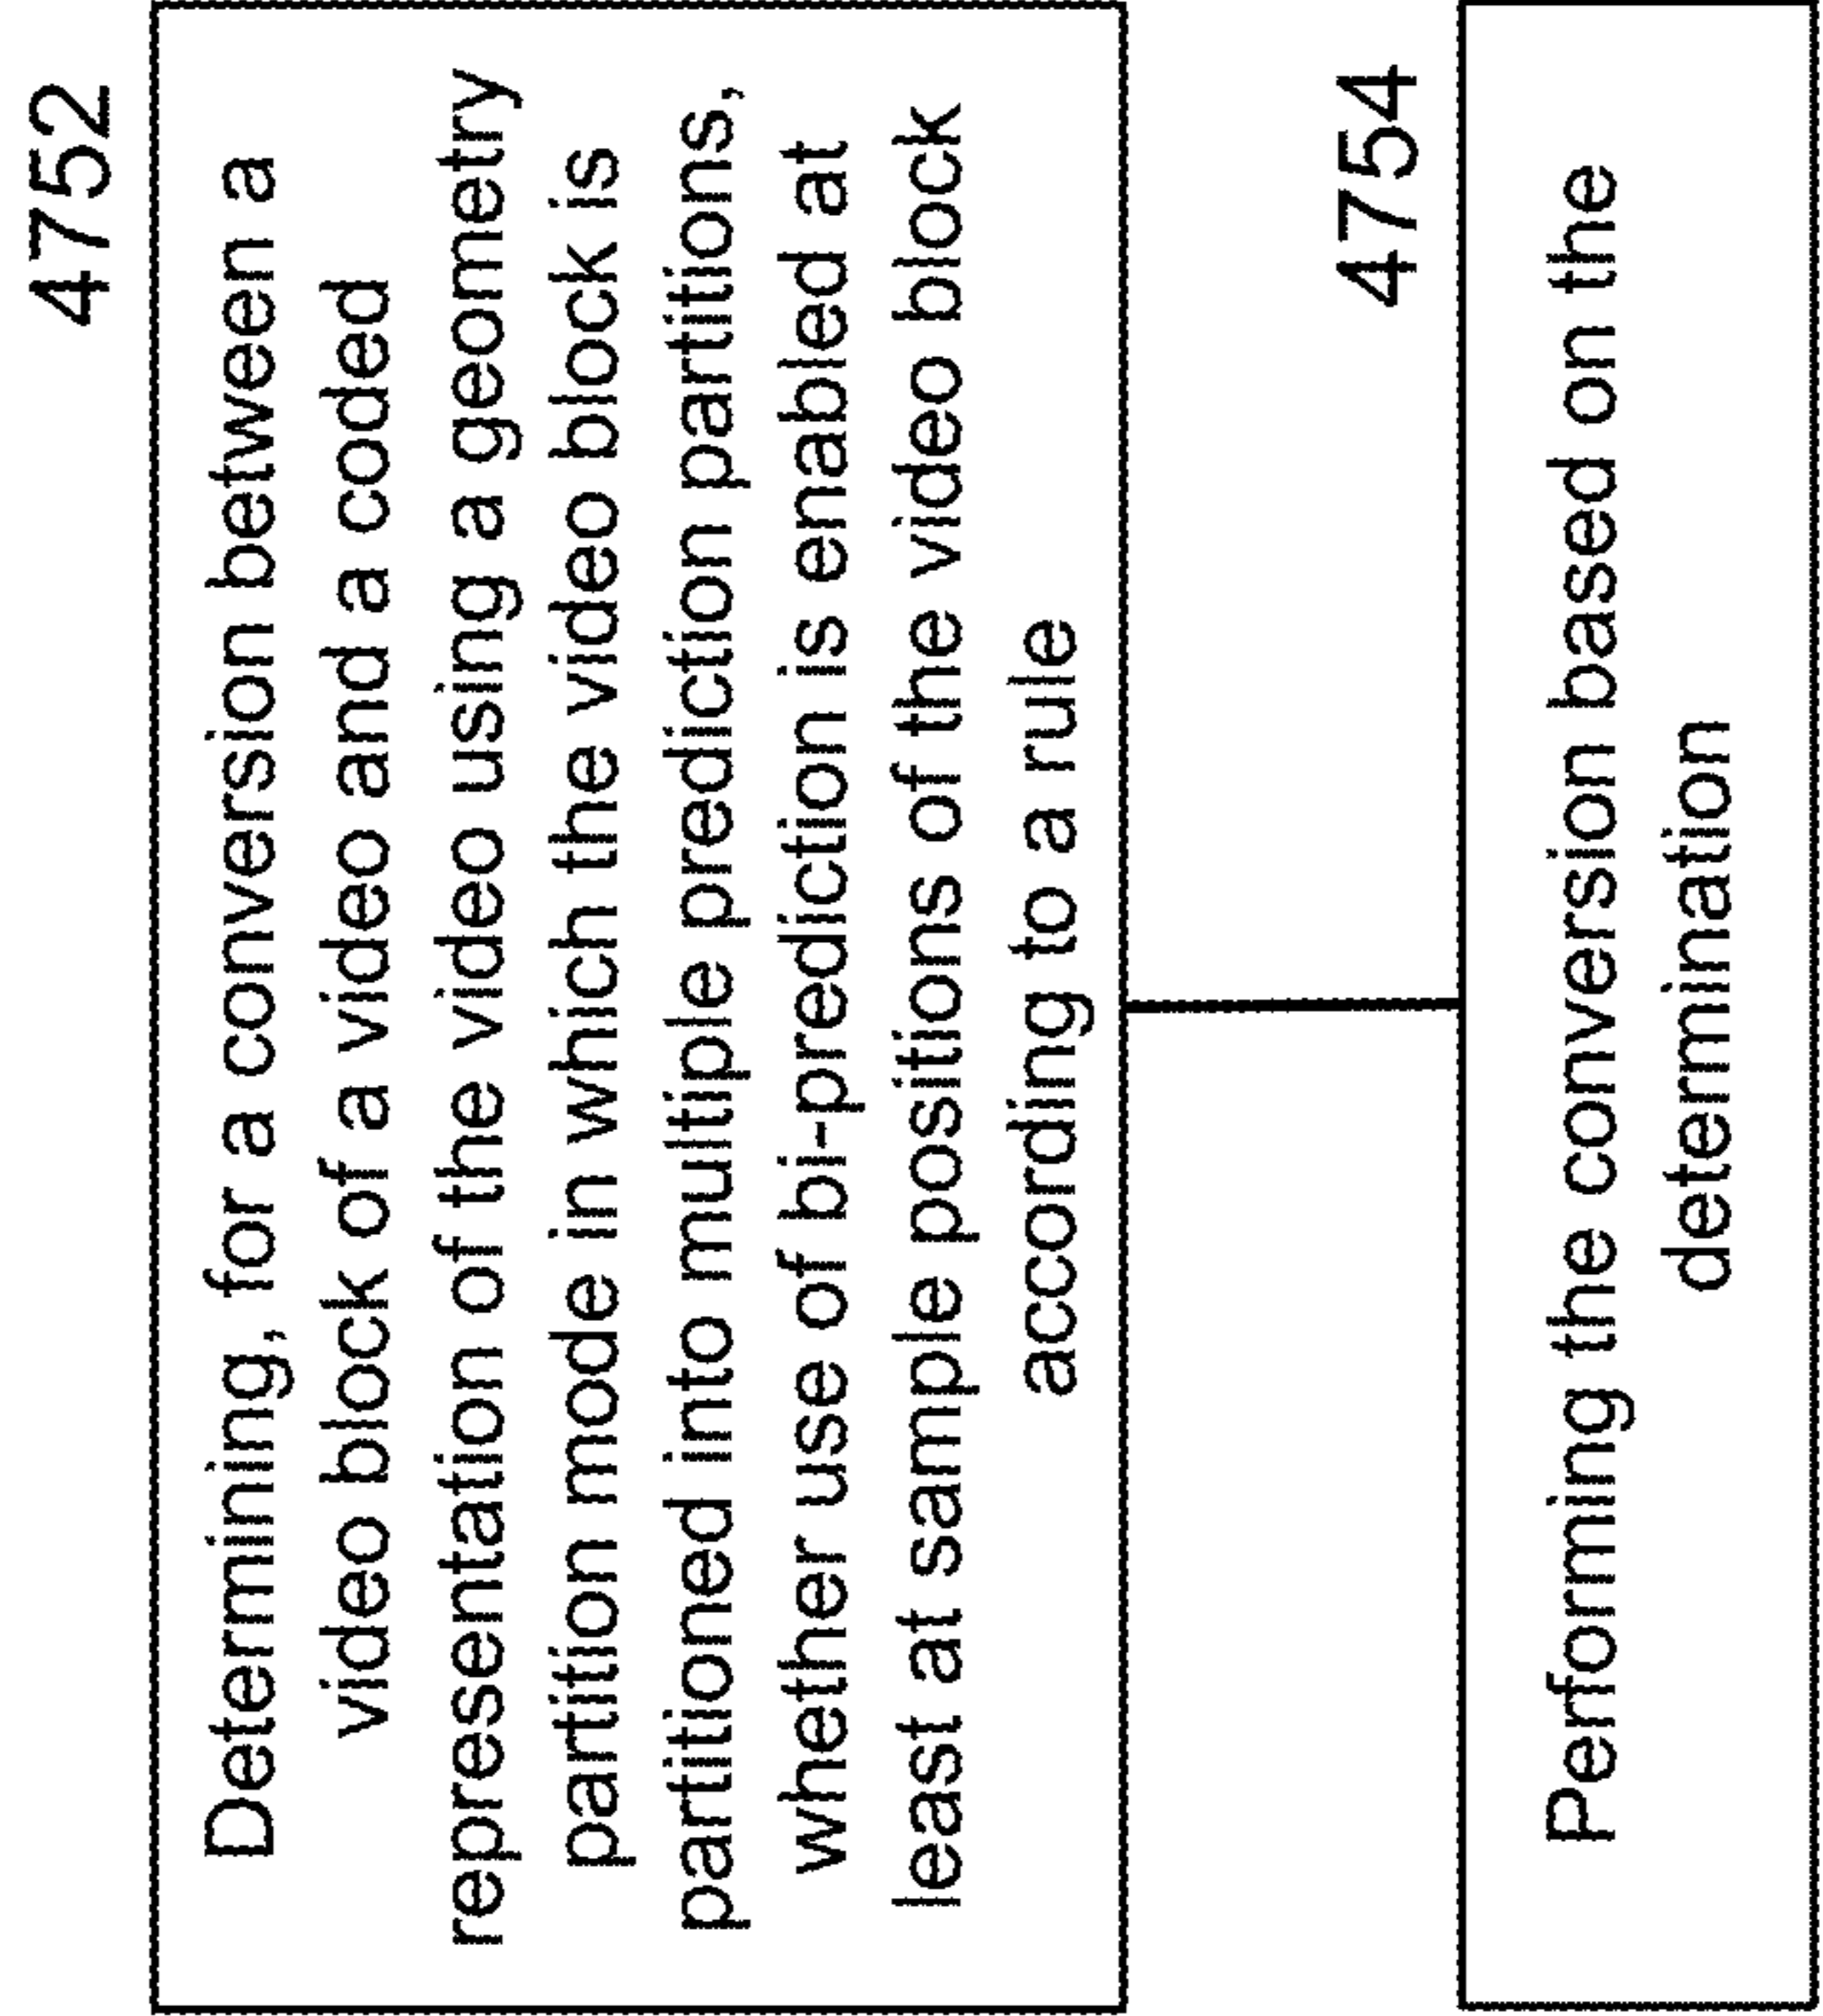 4752
Determining, for a conversion between a
video block of a video and a coded
representation of the video using a geometry
partition mode in which the video block is
partitioned into multiple prediction partitions,
whether use of bi-prediction is enabled at
least at sample positions of the video block
according to a rule
4754
Performing the conversion based on the
determination